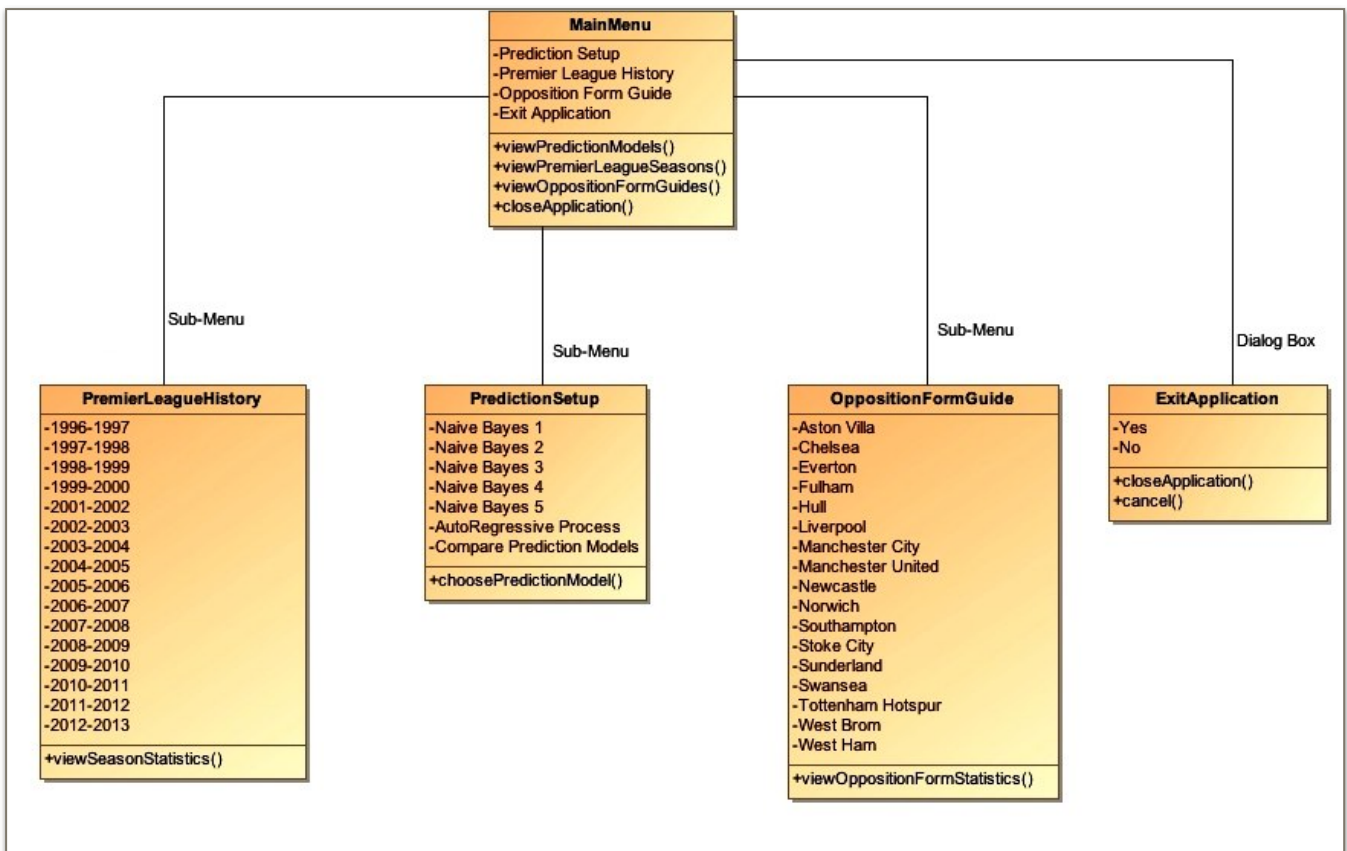 MainMenu
-Prediction Setup
-Premier League History
-Opposition Form Guide
-Exit Application
+viewPredictionModels()
+viewPremierLeagueSeasons()
+viewOppositionFormGuides()
+closeApplication()
Sub-Menu
Sub-Menu
Sub-Menu
Dialog Box
PremierLeagueHistory
-1996-1997
-1997-1998
-1998-1999
-1999-2000
-2001-2002
-2002-2003
-2003-2004
-2004-2005
-2005-2006
-2006-2007
-2007-2008
-2008-2009
-2009-2010
-2010-2011
-2011-2012
-2012-2013
+viewSeasonStatistics()
PredictionSetup
-Naive Bayes 1
-Naive Bayes 2
-Naive Bayes 3
-Naive Bayes 4
-Naive Bayes 5
-AutoRegressive Process
-Compare Prediction Models
+choosePredictionModel()
OppositionFormGuide
-Aston Villa
-Chelsea
-Everton
-Fulham
-Hull
-Liverpool
-Manchester City
-Manchester United
-Newcastle
-Norwich
-Southampton
-Stoke City
-Sunderland
-Swansea
-Tottenham Hotspur
-West Brom
-West Ham
+viewOppositionFormStatistics()
ExitApplication
-Yes
-No
+closeApplication()
+cancel()